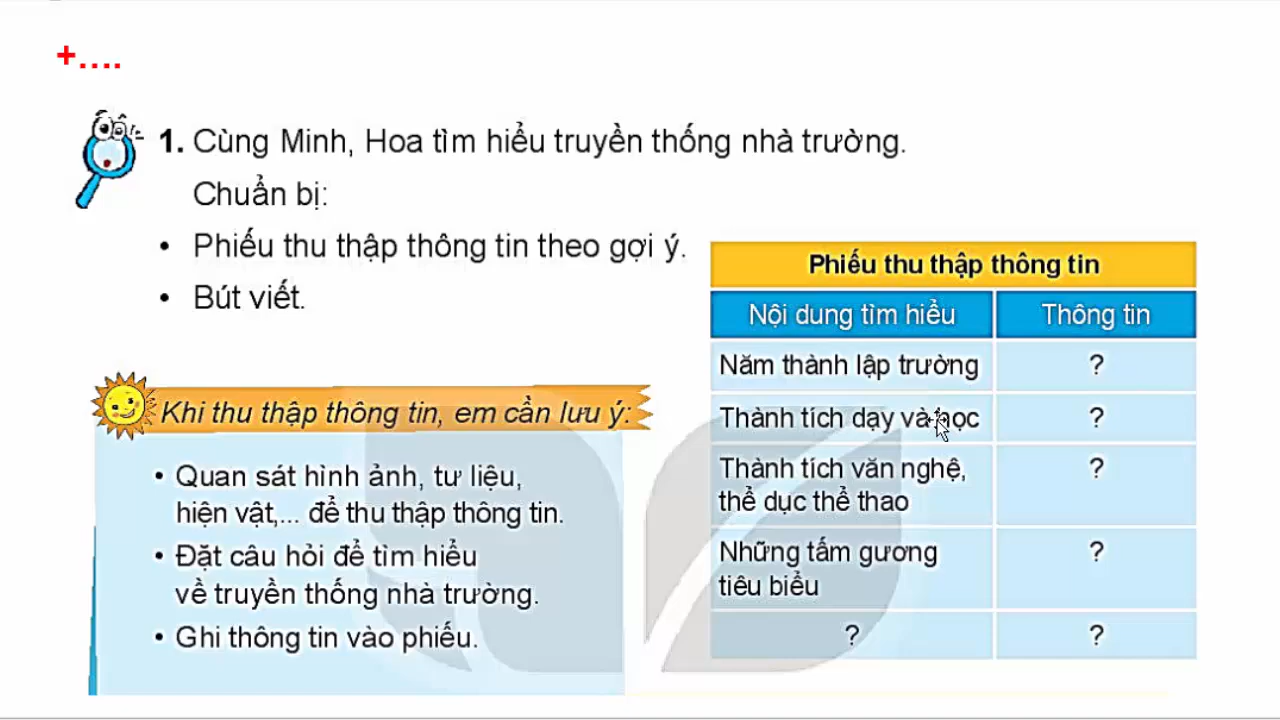 +....
1. Cùng Minh, Hoa tìm hiểu truyền thống nhà trường.
Chuẩn bị:
• Phiếu thu thập thông tin theo gợi ý.
• Bút viết.
Khi thu thập thông tin, em cần lưu ý:
• Quan sát hình ảnh, tư liệu,
hiện vật,... để thu thập thông tin.
• Đặt câu hỏi để tìm hiểu
về truyền thống nhà trường.
• Ghi thông tin vào phiếu.
Phiếu thu thập thông tin
Nội dung tìm hiểu Thông tin
Năm thành lập trường ?
Thành tích dạy và học ?
Thành tích văn nghệ, ?
thể dục thể thao
Những tấm gương ?
tiêu biểu
? ?